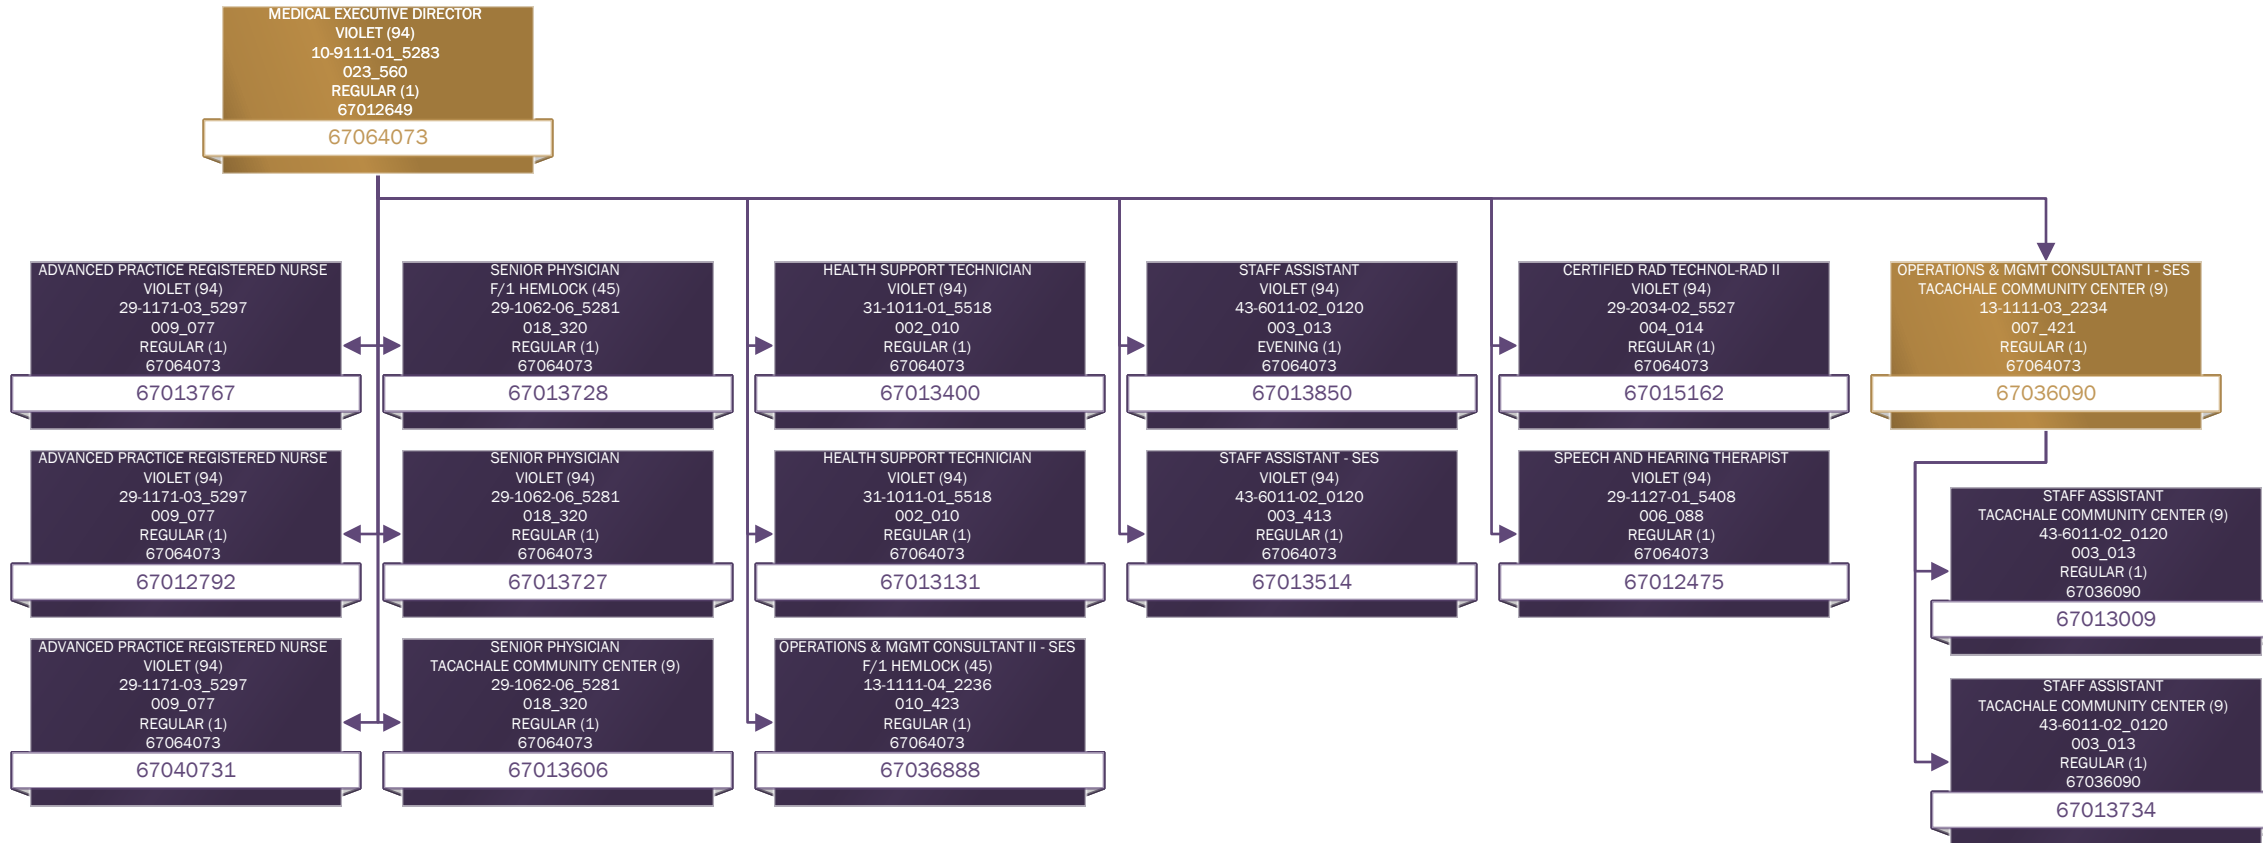 MEDICAL EXECUTIVE DIRECTOR
VIOLET (94)
10-9111-01_5283
023_560
REGULAR (1)
67012649
67064073
ADVANCED PRACTICE REGISTERED NURSE
VIOLET (94)
29-1171-03_5297
009_077
REGULAR (1)
67064073
67013767
SENIOR PHYSICIAN
F/1 HEMLOCK (45)
29-1062-06_5281
018_320
REGULAR (1)
67064073
67013728
HEALTH SUPPORT TECHNICIAN
VIOLET (94)
31-1011-01_5518
002_010
REGULAR (1)
67064073
67013400
STAFF ASSISTANT
VIOLET (94)
43-6011-02_0120
003_013
EVENING (1)
67064073
67013850
CERTIFIED RAD TECHNOL-RAD II
VIOLET (94)
29-2034-02_5527
004_014
REGULAR (1)
67064073
67015162
OPERATIONS & MGMT CONSULTANT I - SES
TACACHALE COMMUNITY CENTER (9)
13-1111-03_2234
007_421
REGULAR (1)
67064073
67036090
ADVANCED PRACTICE REGISTERED NURSE
VIOLET (94)
29-1171-03_5297
009_077
REGULAR (1)
67064073
67012792
SENIOR PHYSICIAN
VIOLET (94)
29-1062-06_5281
018_320
REGULAR (1)
67064073
67013727
HEALTH SUPPORT TECHNICIAN
VIOLET (94)
31-1011-01_5518
002_010
REGULAR (1)
67064073
67013131
STAFF ASSISTANT - SES
VIOLET (94)
43-6011-02_0120
003_413
REGULAR (1)
67064073
67013514
SPEECH AND HEARING THERAPIST
VIOLET (94)
29-1127-01_5408
006_088
REGULAR (1)
67064073
67012475
STAFF ASSISTANT
TACACHALE COMMUNITY CENTER (9)
43-6011-02_0120
003_013
REGULAR (1)
67036090
67013009
ADVANCED PRACTICE REGISTERED NURSE
VIOLET (94)
29-1171-03_5297
009_077
REGULAR (1)
67064073
67040731
SENIOR PHYSICIAN
TACACHALE COMMUNITY CENTER (9)
29-1062-06_5281
018_320
REGULAR (1)
67064073
67013606
OPERATIONS & MGMT CONSULTANT II - SES
F/1 HEMLOCK (45)
13-1111-04_2236
010_423
REGULAR (1)
67064073
67036888
STAFF ASSISTANT
TACACHALE COMMUNITY CENTER (9)
43-6011-02_0120
003_013
REGULAR (1)
67036090
67013734